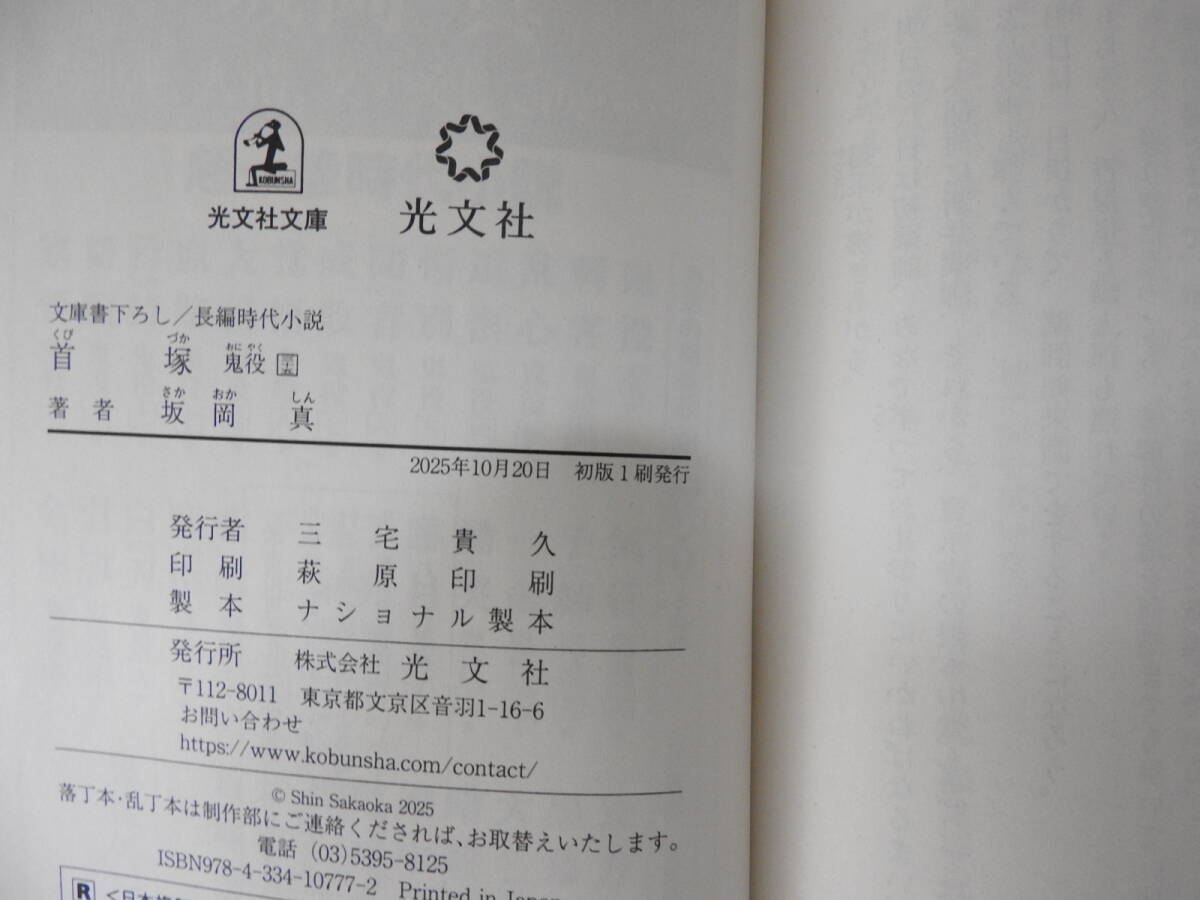 KOBUNSHA
光文社文庫
光文社
文庫書下ろし/長編時代小説
くび づか おに やく
首塚 鬼役 三十五
さか おか しん
著者 坂岡真
2025年10月20日 初版1刷発行
発行者 三宅貴久
印刷 萩原印刷
製本 ナショナル製本
発行所 株式会社 光文社
〒112-8011 東京都文京区音羽1-16-6
お問い合わせ
https://www.kobunsha.com/contact/
© Shin Sakaoka 2025
落丁本・乱丁本は制作部にご連絡くだされば、お取替えいたします。
電話 (03)5395-8125
ISBN978-4-334-10777-2 Printed in Japan
R <日本